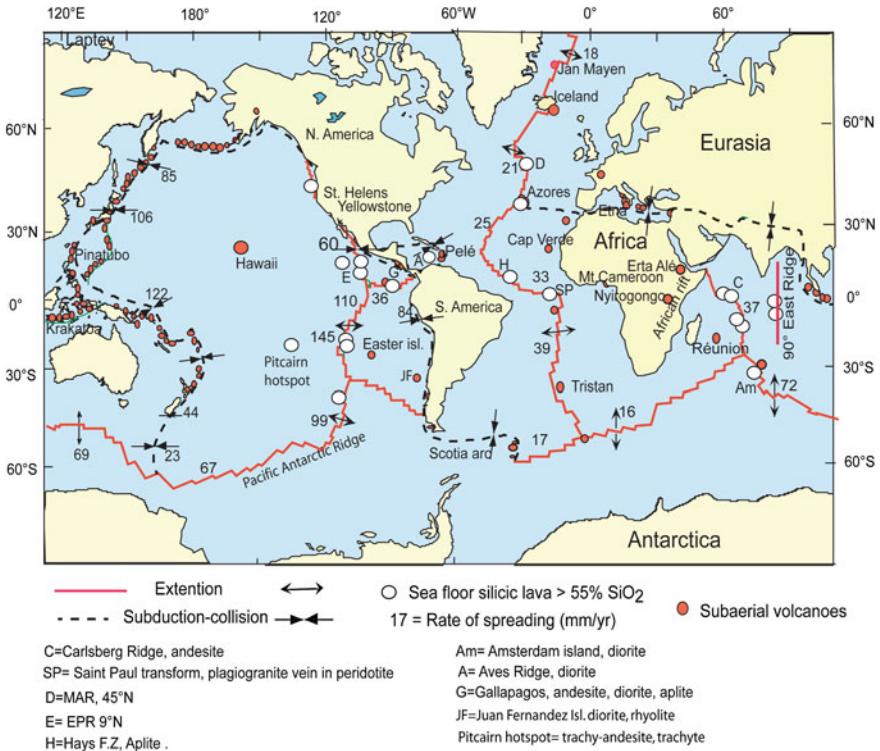 120°E 180° 120°W 60°W 0° 60°E
Laptev
18
Jan Mayen
Iceland
60°N
N. America
60°N
Eurasia
85
21
D
St. Helens
Azores
Yellowstone
106
Etna
25
30°N
30°N
60
Pelé
Cap Verde
Africa
Pinatubo
A
Hawaii
E
Erta Alé
H
33
Mt.Cameroon
G
C
122
110
36
SP
Nyirogongo
African rift
37
90° East Ridge
0°
0°
Krakatoa
S. America
84
145
39
Easter isl.
Réunion
Pitcairn
hotspot
JF
Tristan
Am
72
30°S
30°S
44
99
16
69
23
67
Pacific Antarctic Ridge
Scotia ard
17
60°S
60°S
Antarctica
Extention
Sea floor silicic lava > 55% SiO2
Subduction-collision
17 = Rate of spreading (mm/yr)
Subaerial volcanoes
C=Carlsberg Ridge, andesite
SP= Saint Paul transform, plagiogranite vein in peridotite
D=MAR, 45°N
E= EPR 9°N
H=Hays F.Z, Aplite .
Am= Amsterdam island, diorite
A= Aves Ridge, diorite
G=Gallapagos, andesite, diorite, aplite
JF=Juan Fernandez Isl. diorite, rhyolite
Pitcairn hotspot= trachy-andesite, trachyte